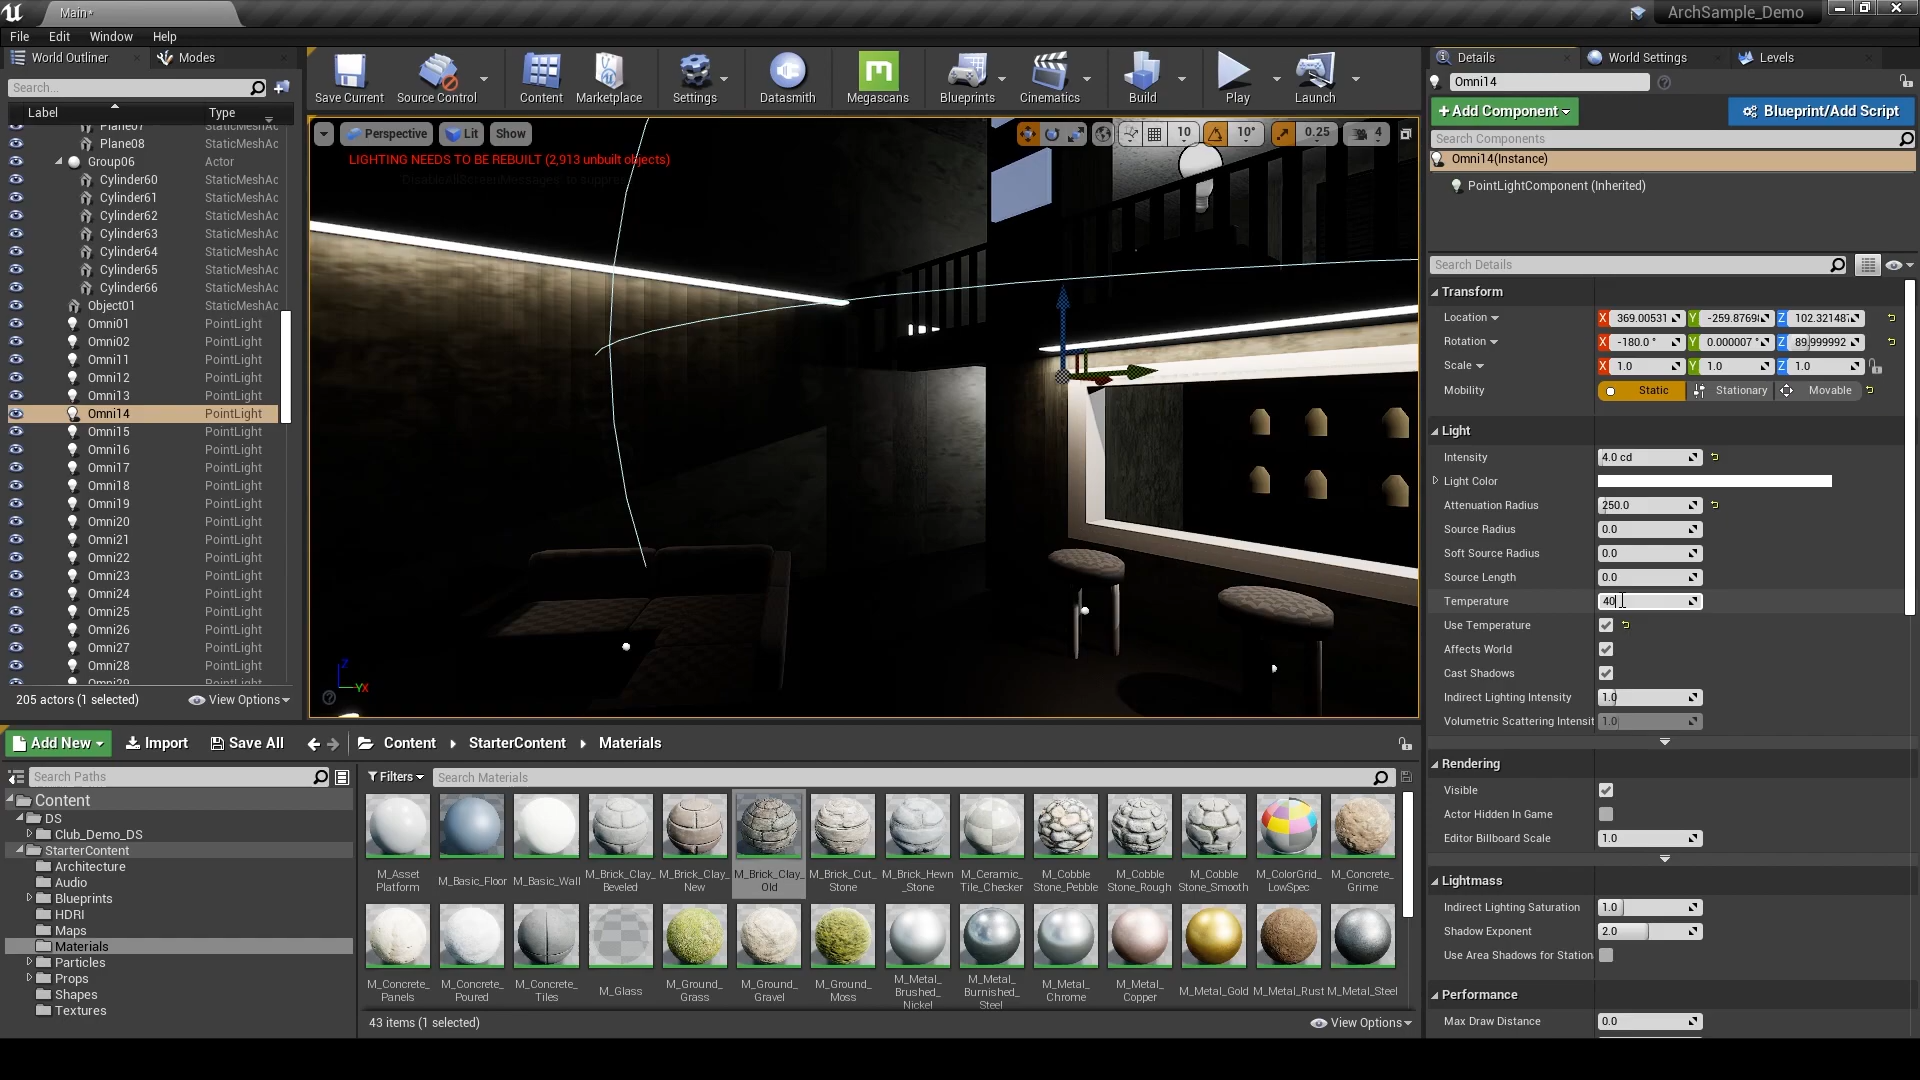 Main*
ArchSample_Demo
File Edit Window Help
World Outliner
Modes
Search...
Label
Type
Plane07 StaticMeshAc
Plane08 StaticMeshAc
Group06 Actor
Cylinder60 StaticMeshAc
Cylinder61 StaticMeshAc
Cylinder62 StaticMeshAc
Cylinder63 StaticMeshAc
Cylinder64 StaticMeshAc
Cylinder65 StaticMeshAc
Cylinder66 StaticMeshAc
Object01 StaticMeshAc
Omni01 PointLight
Omni02 PointLight
Omni11 PointLight
Omni12 PointLight
Omni13 PointLight
Omni14 PointLight
Omni15 PointLight
Omni16 PointLight
Omni17 PointLight
Omni18 PointLight
Omni19 PointLight
Omni20 PointLight
Omni21 PointLight
Omni22 PointLight
Omni23 PointLight
Omni24 PointLight
Omni25 PointLight
Omni26 PointLight
Omni27 PointLight
Omni28 PointLight
Omni29 PointLight
205 actors (1 selected)
View Options
Save Current
Source Control
Content
Marketplace
Settings
Datasmith
Megascans
Blueprints
Cinematics
Build
Play
Launch
Perspective
Lit
Show
10
10°
0.25
4
LIGHTING NEEDS TO BE REBUILT (2,913 unbuilt objects)
'DisableAllScreenMessages' to suppress
Z
YX
Details
World Settings
Levels
Omni14
+Add Component
Blueprint/Add Script
Search Components
Omni14(Instance)
PointLightComponent (Inherited)
Search Details
Transform
Location X 369.00531 Y -259.8769 Z 102.32148
Rotation X -180.0 ° Y 0.000007 ° Z 89.999992
Scale X 1.0 Y 1.0 Z 1.0
Mobility Static Stationary Movable
Light
Intensity 4.0 cd
Light Color
Attenuation Radius 250.0
Source Radius 0.0
Soft Source Radius 0.0
Source Length 0.0
Temperature 40
Use Temperature
Affects World
Cast Shadows
Indirect Lighting Intensity 1.0
Volumetric Scattering Intensit 1.0
Rendering
Visible
Actor Hidden In Game
Editor Billboard Scale 1.0
Lightmass
Indirect Lighting Saturation 1.0
Shadow Exponent 2.0
Use Area Shadows for Station
Performance
Max Draw Distance 0.0
Add New
Import
Save All
Content
StarterContent
Materials
Search Paths
Content
DS
Club_Demo_DS
StarterContent
Architecture
Audio
Blueprints
HDRI
Maps
Materials
Particles
Props
Shapes
Textures
Filters
Search Materials
M_Asset
Platform
M_Basic_Floor
M_Basic_Wall
M_Brick_Clay_
Beveled
M_Brick_Clay_
New
M_Brick_Clay_
Old
M_Brick_Cut_
Stone
M_Brick_Hewn
_Stone
M_Ceramic_
Tile_Checker
M_Cobble
Stone_Pebble
M_Cobble
Stone_Rough
M_Cobble
Stone_Smooth
M_ColorGrid_
LowSpec
M_Concrete_
Grime
M_Concrete_
Panels
M_Concrete_
Poured
M_Concrete_
Tiles
M_Glass
M_Ground_
Grass
M_Ground_
Gravel
M_Ground_
Moss
M_Metal_
Brushed_
Nickel
M_Metal_
Burnished_
Steel
M_Metal_
Chrome
M_Metal_
Copper
M_Metal_Gold
M_Metal_Rust
M_Metal_Steel
43 items (1 selected)
View Options